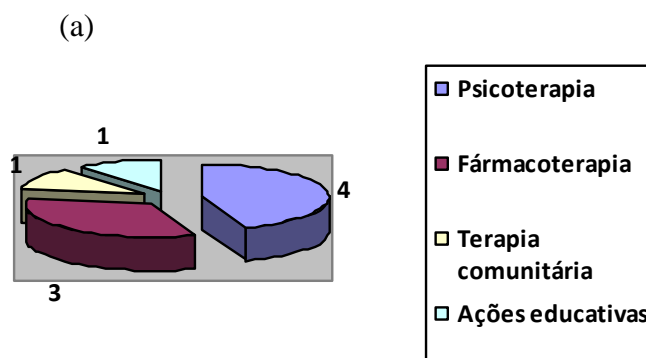 (a)
1
1
4
3
Psicoterapia
Fármacoterapia
Terapia
comunitária
Ações educativas